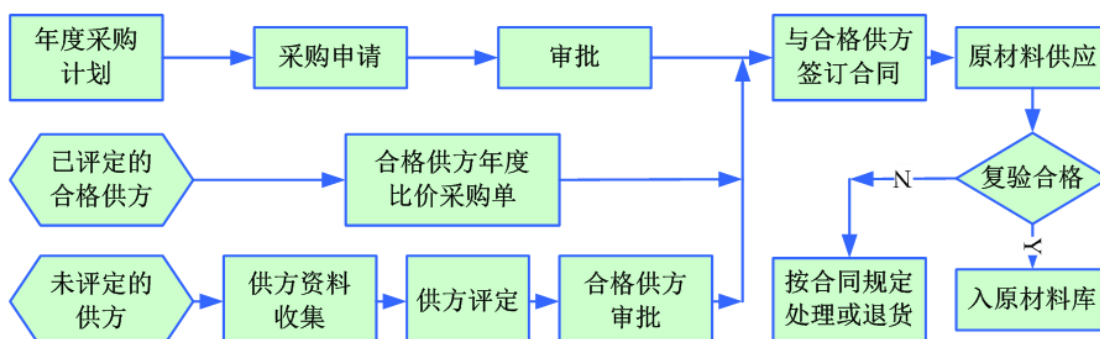 年度采购
计划
采购申请
审批
与合格供方
签订合同
原材料供应
已评定的
合格供方
合格供方年度
比价采购单
N
复验合格
Y
未评定的
供方
供方资料
收集
供方评定
合格供方
审批
按合同规定
处理或退货
入原材料库